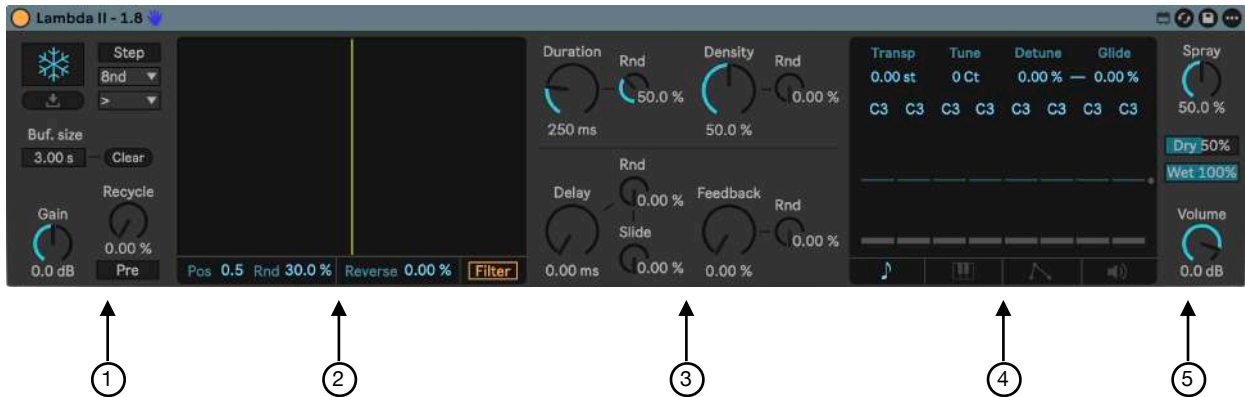 Lambda II - 1.8
Step
8nd
>
Buf. size
3.00 s
Clear
Recycle
Gain
0.00 %
0.0 dB
Pre
Pos 0.5 Rnd 30.0 % Reverse 0.00 % Filter
Duration
Rnd
50.0 %
250 ms
Density
Rnd
0.00 %
50.0 %
Delay
Rnd
0.00 %
Slide
0.00 ms
0.00 %
Feedback
Rnd
0.00 %
0.00 %
Transp Tune Detune Glide
0.00 st 0 Ct 0.00 % — 0.00 %
C3 C3 C3 C3 C3 C3 C3 C3
Spray
50.0 %
Dry 50%
Wet 100%
Volume
0.0 dB
1 2 3 4 5